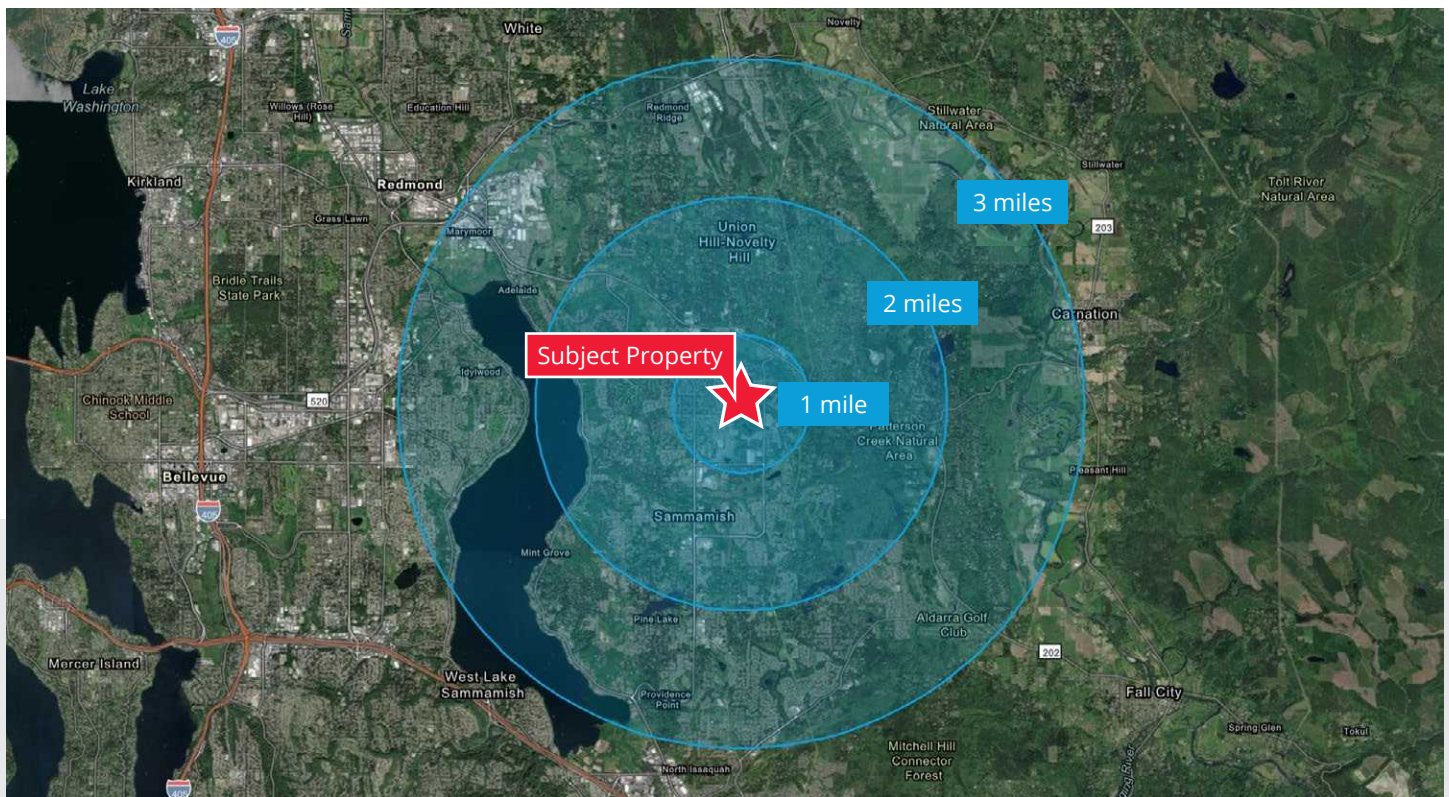 Novelty
White
405
Sam
Lake
Washington
Willows (Rose
Hill)
Education Hill
Redmond
Ridge
Stillwater
Natural Area
Stillwater
Kirkland
Redmond
3 miles
Tolt River
Natural Area
Grass Lawn
Marymoor
Union
Hill-Novelty
Hill
203
Bridle Trails
State Park
Adelaide
2 miles
Carnation
Subject Property
Idylwood
Chinook Middle
School
520
1 mile
Patterson
Creek Natural
Area
Bellevue
Pleasant Hill
405
Sammamish
Mint Grove
Pine Lake
Aldarra Golf
Club
202
Mercer Island
West Lake
Sammamish
Providence
Point
Fall City
Spring Glen
Tokul
Mitchell Hill
Connector
Forest
North Issaquah
405